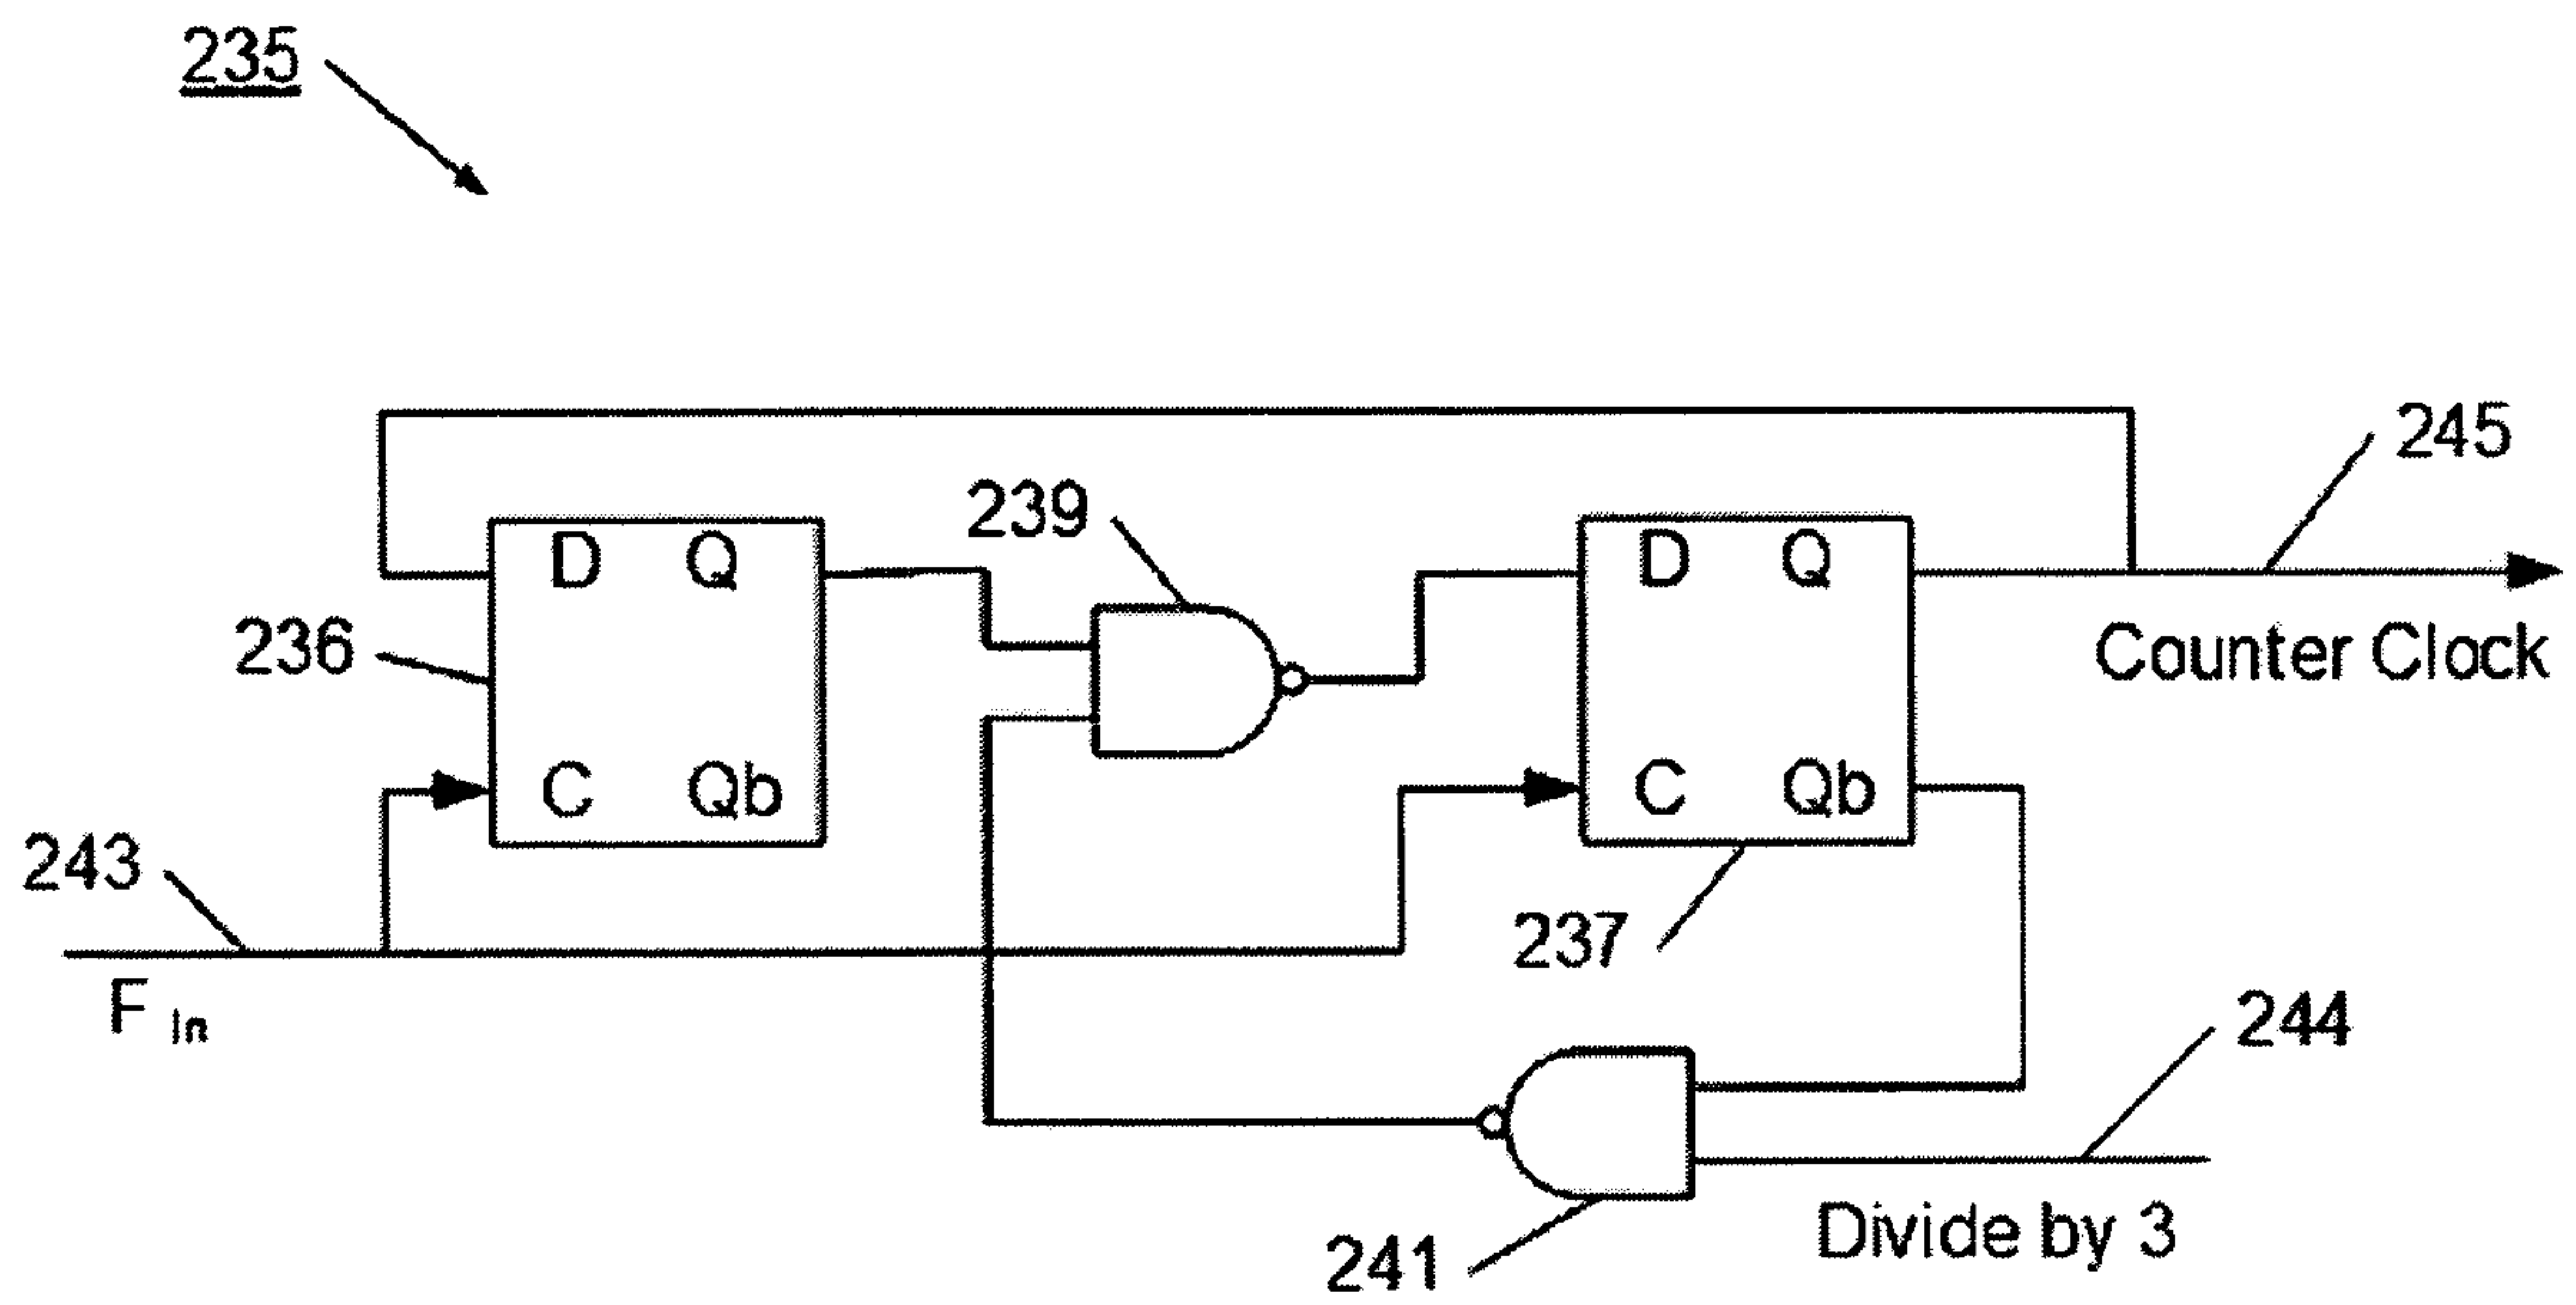 235
245
239
D Q
D Q
236
Counter Clock
C Qb
C Qb
243
237
F In
244
Divide by 3
241